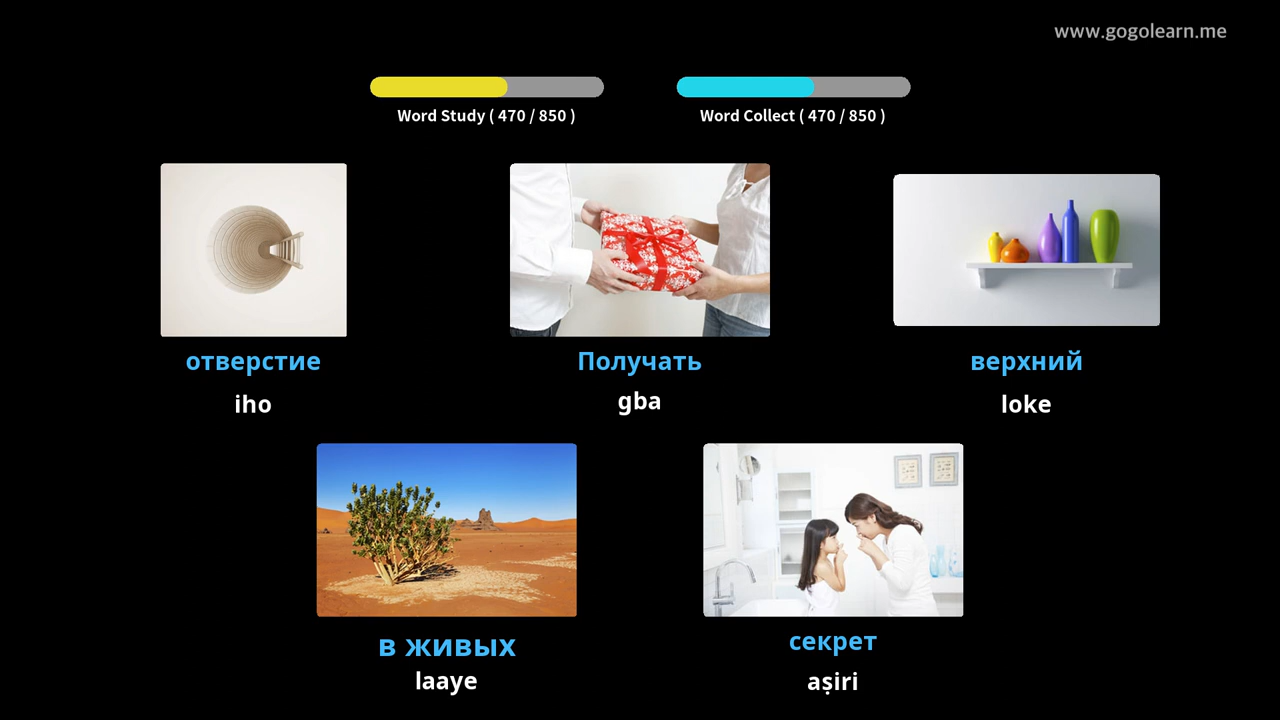 www.gogolearn.me
Word Study ( 470 / 850 )
Word Collect ( 470 / 850 )
отверстие
iho
Получать
gba
верхний
loke
в живых
laaye
секрет
aṣiri